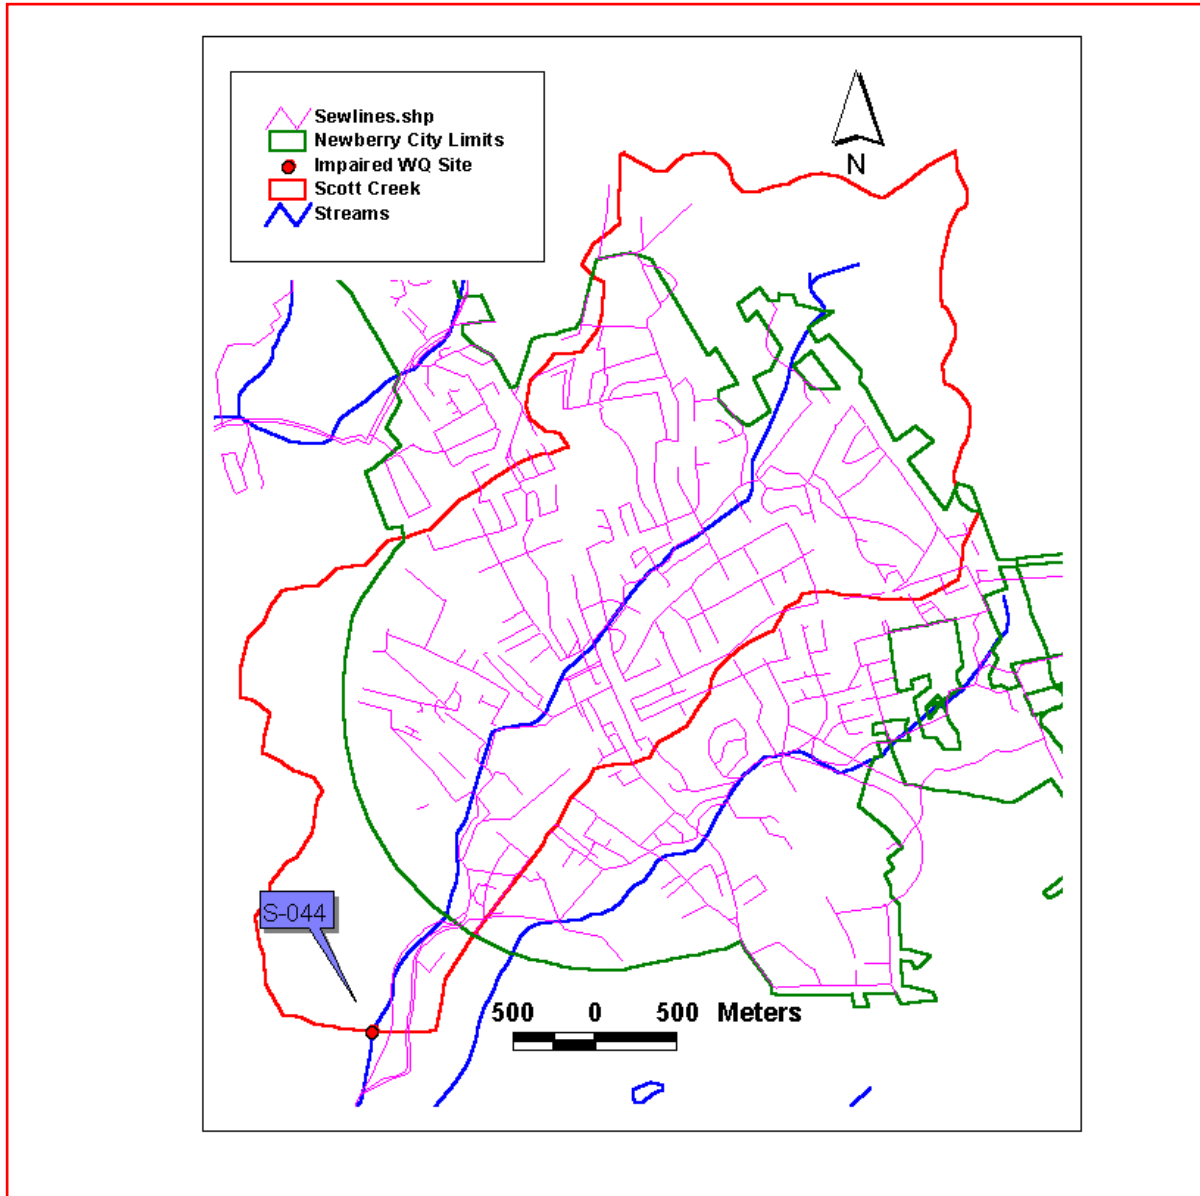 Sewlines.shp
Newberry City Limits
Impaired WQ Site
Scott Creek
Streams
N
S-044
500 0 500 Meters